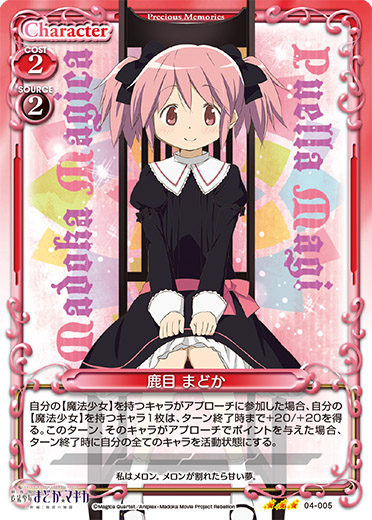 Precious Memories
Character
COST
2
SOURCE
2
Puella Magi
Madoka Magica
鹿目 まどか
自分の【魔法少女】を持つキャラがアプローチに参加した場合、自分の
【魔法少女】を持つキャラ1枚は、ターン終了時まで+20/+20を得
る。このターン、そのキャラがアプローチでポイントを与えた場合、
ターン終了時に自分の全てのキャラを活動状態にする。
私はメロン。メロンが割れたら甘い夢。
まどか☆マギカ
©Magica Quartet／Aniplex・Madoka Movie Project Rebellion
04-005